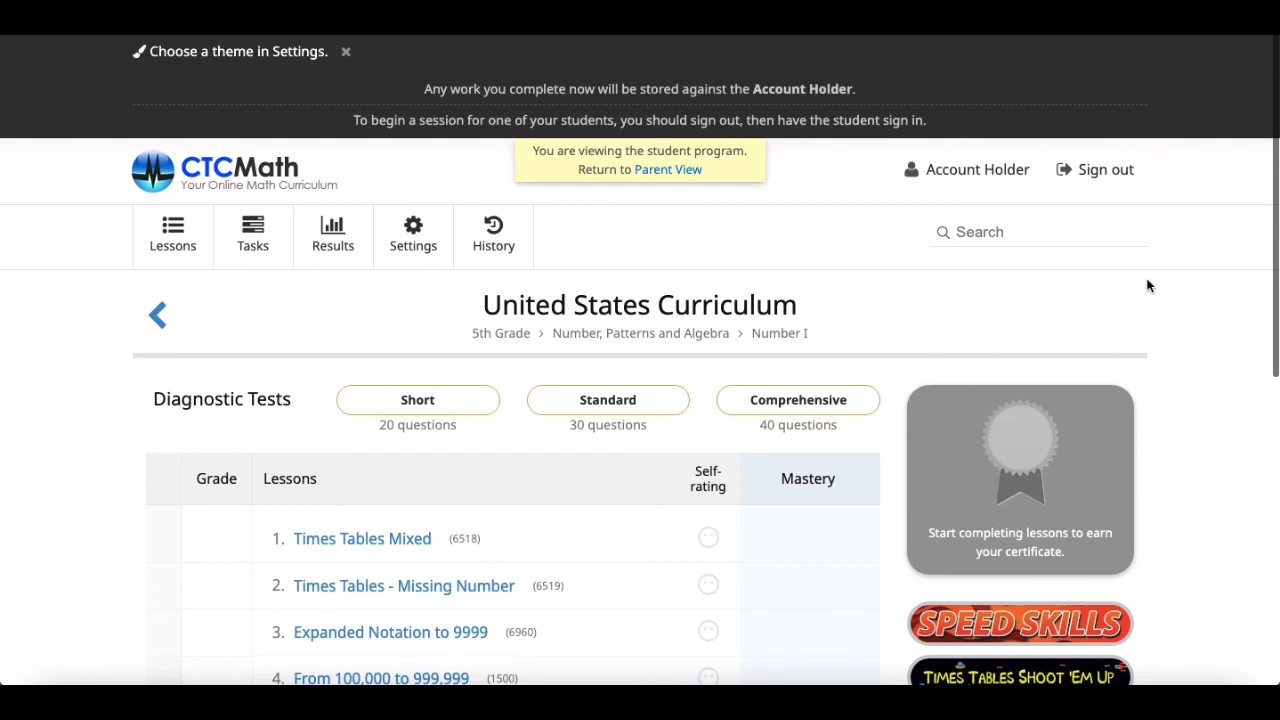 Choose a theme in Settings.
Any work you complete now will be stored against the Account Holder.
To begin a session for one of your students, you should sign out, then have the student sign in.
You are viewing the student program.
Return to Parent View
CTCMath
Your Online Math Curriculum
Account Holder
Sign out
Lessons
Tasks
Results
Settings
History
Search
United States Curriculum
5th Grade > Number, Patterns and Algebra > Number I
Diagnostic Tests
Short
20 questions
Standard
30 questions
Comprehensive
40 questions
Grade
Lessons
Self-
rating
Mastery
1. Times Tables Mixed (6518)
2. Times Tables - Missing Number (6519)
3. Expanded Notation to 9999 (6960)
4. From 100,000 to 999,999 (1500)
Start completing lessons to earn
your certificate.
SPEED SKILLS
TIMES TABLES SHOOT 'EM UP